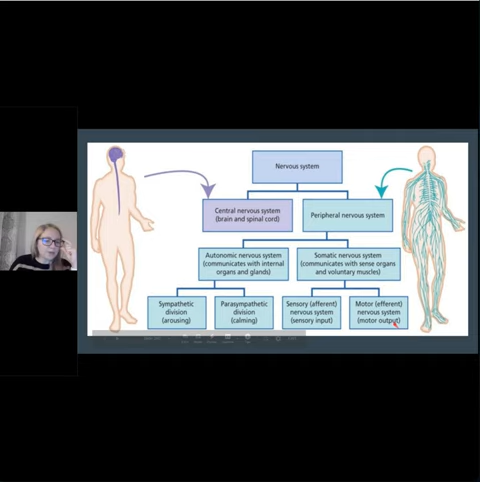 Nervous system
Central nervous system
(brain and spinal cord)
Peripheral nervous system
Autonomic nervous system
(communicates with internal
organs and glands)
Somatic nervous system
(communicates with sense organs
and voluntary muscles)
Sympathetic
division
(arousing)
Parasympathetic
division
(calming)
Sensory (afferent)
nervous system
(sensory input)
Motor (efferent)
nervous system
(motor output)